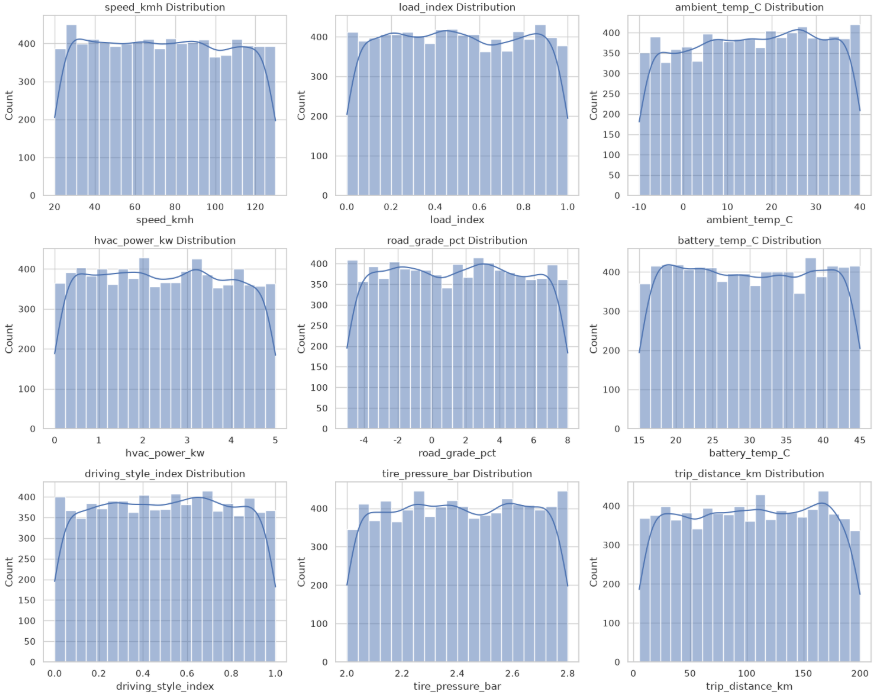 speed_kmh Distribution
Count
400
300
200
100
0
20 40 60 80 100 120
speed_kmh
load_index Distribution
Count
400
300
200
100
0
0.0 0.2 0.4 0.6 0.8 1.0
load_index
ambient_temp_C Distribution
Count
400
350
300
250
200
150
100
50
0
-10 0 10 20 30 40
ambient_temp_C
hvac_power_kw Distribution
Count
400
300
200
100
0
0 1 2 3 4 5
hvac_power_kw
road_grade_pct Distribution
Count
400
350
300
250
200
150
100
50
0
-4 -2 0 2 4 6 8
road_grade_pct
battery_temp_C Distribution
Count
400
300
200
100
0
15 20 25 30 35 40 45
battery_temp_C
driving_style_index Distribution
Count
400
350
300
250
200
150
100
50
0
0.0 0.2 0.4 0.6 0.8 1.0
driving_style_index
tire_pressure_bar Distribution
Count
400
300
200
100
0
2.0 2.2 2.4 2.6 2.8
tire_pressure_bar
trip_distance_km Distribution
Count
400
300
200
100
0
0 50 100 150 200
trip_distance_km